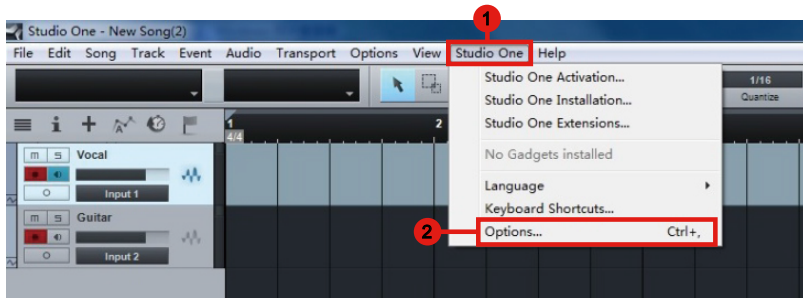 1
Studio One - New Song(2)
File Edit Song Track Event Audio Transport Options View Studio One Help
Studio One Activation...
Studio One Installation...
Studio One Extensions...
No Gadgets installed
Language
Keyboard Shortcuts...
2
Options... Ctrl+,
1/16
Quantize
1
2
4/4
m s Vocal
Input 1
m s Guitar
Input 2